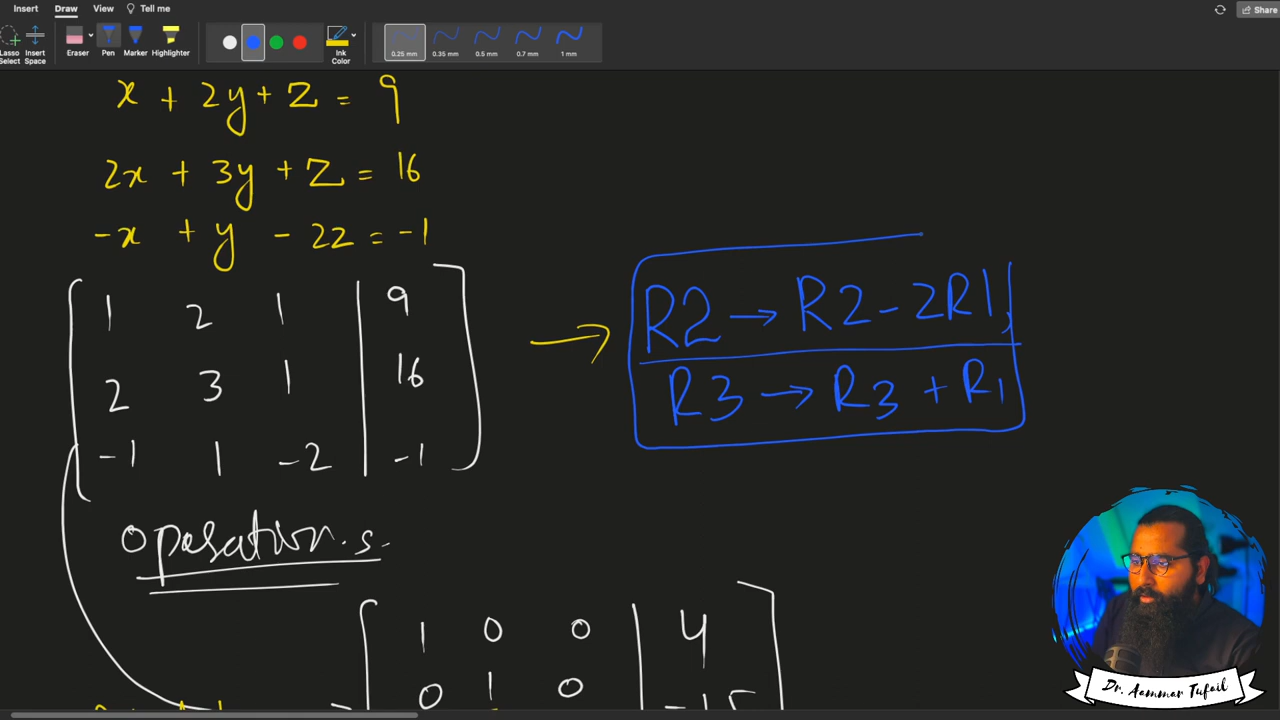 Insert Draw View Tell me Share
Lasso Select Insert Space Eraser Pen Marker Highlighter Ink Color 0.25 mm 0.35 mm 0.5 mm 0.7 mm 1 mm
x + 2y + z = 9
2x + 3y + z = 16
-x + y - 2z = -1
1 2 1 | 9
2 3 1 | 16
-1 1 -2 | -1
→
R2 → R2 - 2R1,
R3 → R3 + R1
operation.s.
1 0 0 | 4
0 1 0 | -15
Dr. Aammar Tufail